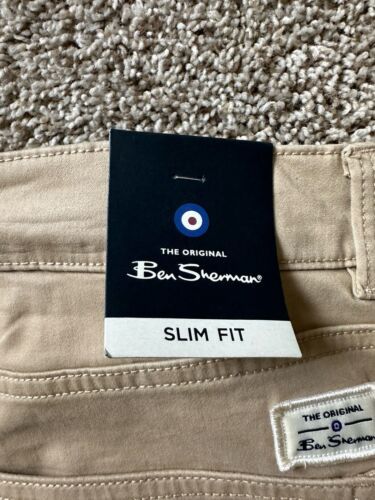 THE ORIGINAL
Ben Sherman®
SLIM FIT
THE ORIGINAL
Ben Sherman